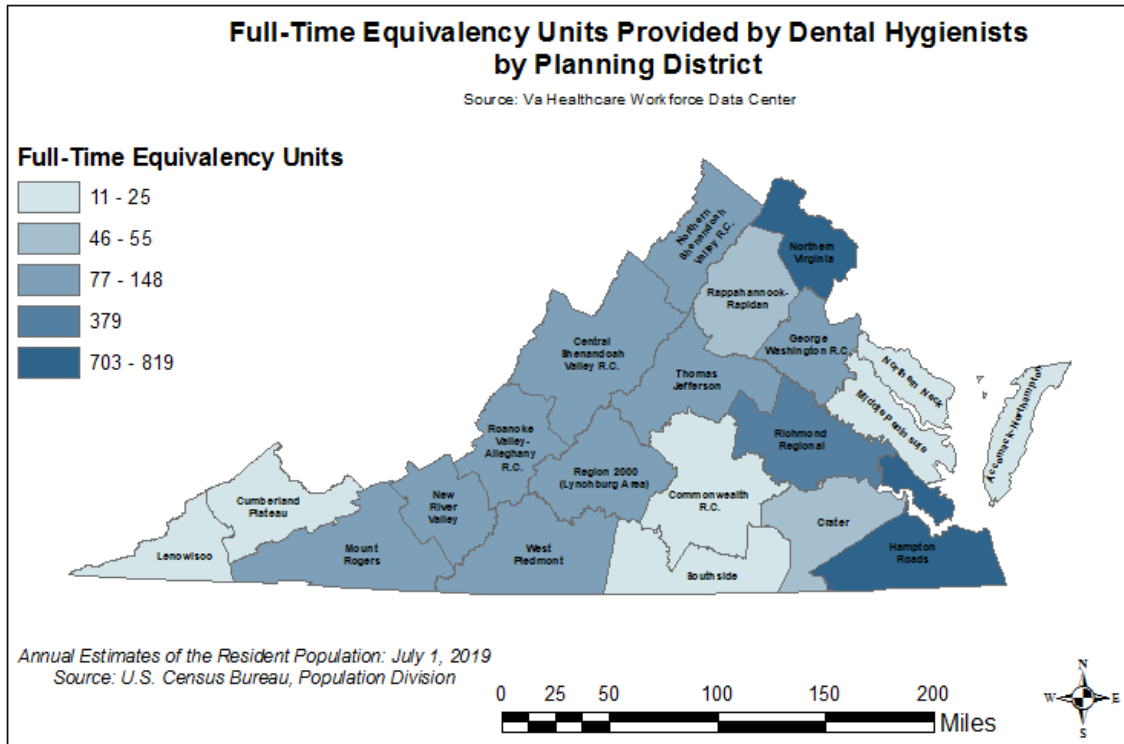 Full-Time Equivalency Units Provided by Dental Hygienists
by Planning District
Source: Va Healthcare Workforce Data Center
Full-Time Equivalency Units
11 - 25
46 - 55
77 - 148
379
703 - 819
Northern
Shenandoah
Valley R.C.
Northern
Virginia
Rappahannock-
Rapidan
Central
Shenandoah
Valley R.C.
George
Washington R.C.
Northern Neck
Thomas
Jefferson
Middle Peninsula
Accomack-Northampton
Roanoke
Valley-
Alleghany
R.C.
Richmond
Regional
Region 2000
(Lynchburg Area)
Cumberland
Plateau
New
River
Valley
Commonwealth
R.C.
Crater
Lenowisco
Mount
Rogers
West
Piedmont
Hampton
Roads
Southside
Annual Estimates of the Resident Population: July 1, 2019
Source: U.S. Census Bureau, Population Division
0 25 50 100 150 200
Miles
N
W E
S